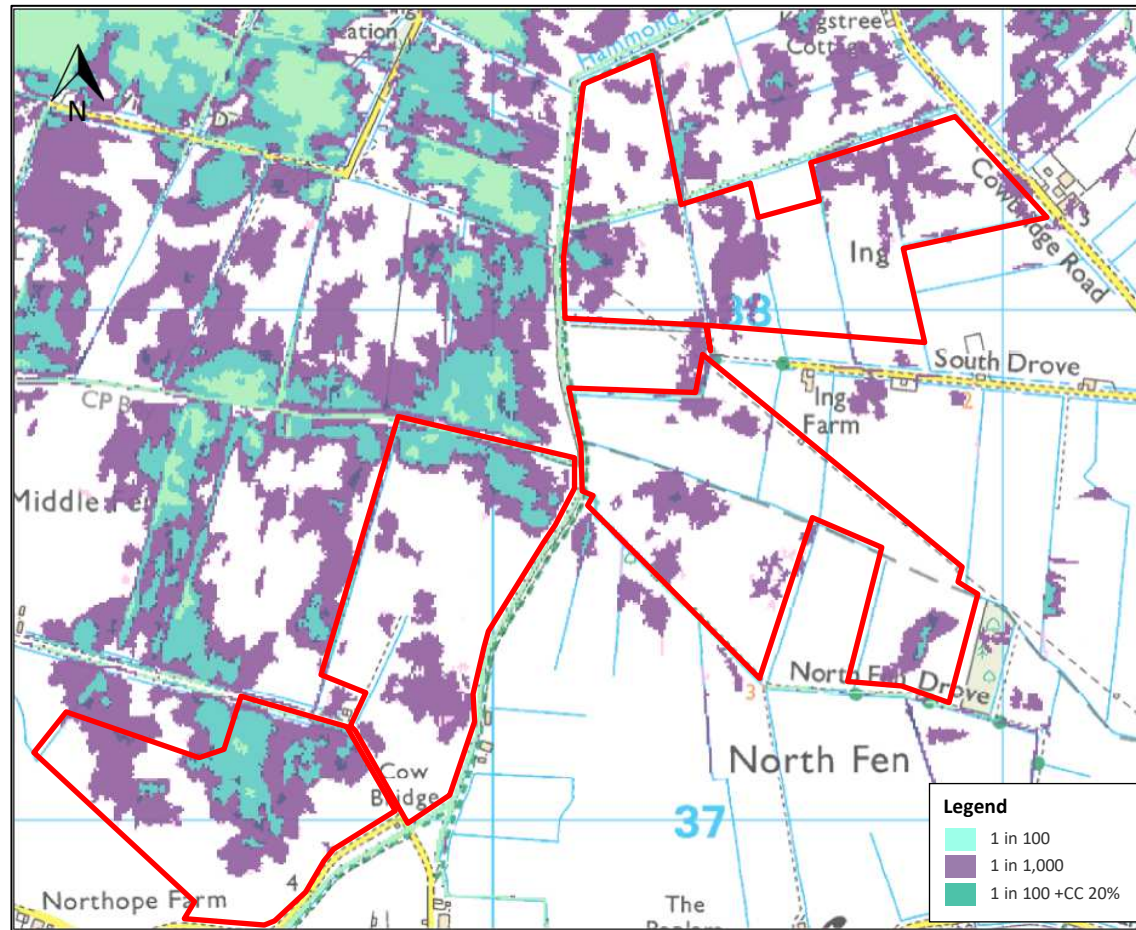 Hammond
Cottage
N
D
Cowbridge Road
Ing
38
South Drove
CP B
Ing
Farm
2
Middle Fen
North Fen Drove
3
North Fen
Cow
Bridge
37
Legend
1 in 100
1 in 1,000
1 in 100 +CC 20%
4
Northope Farm
The